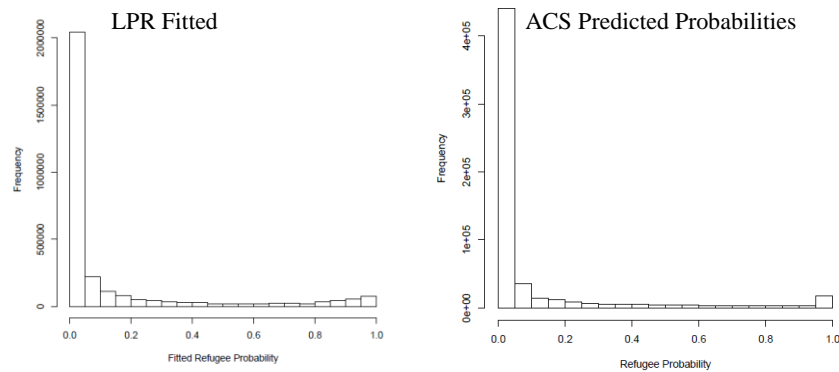 LPR Fitted
2000000
1500000
1000000
500000
0
Frequency
0.0 0.2 0.4 0.6 0.8 1.0
Fitted Refugee Probability
ACS Predicted Probabilities
4e+05
3e+05
2e+05
1e+05
0e+00
Frequency
0.0 0.2 0.4 0.6 0.8 1.0
Refugee Probability